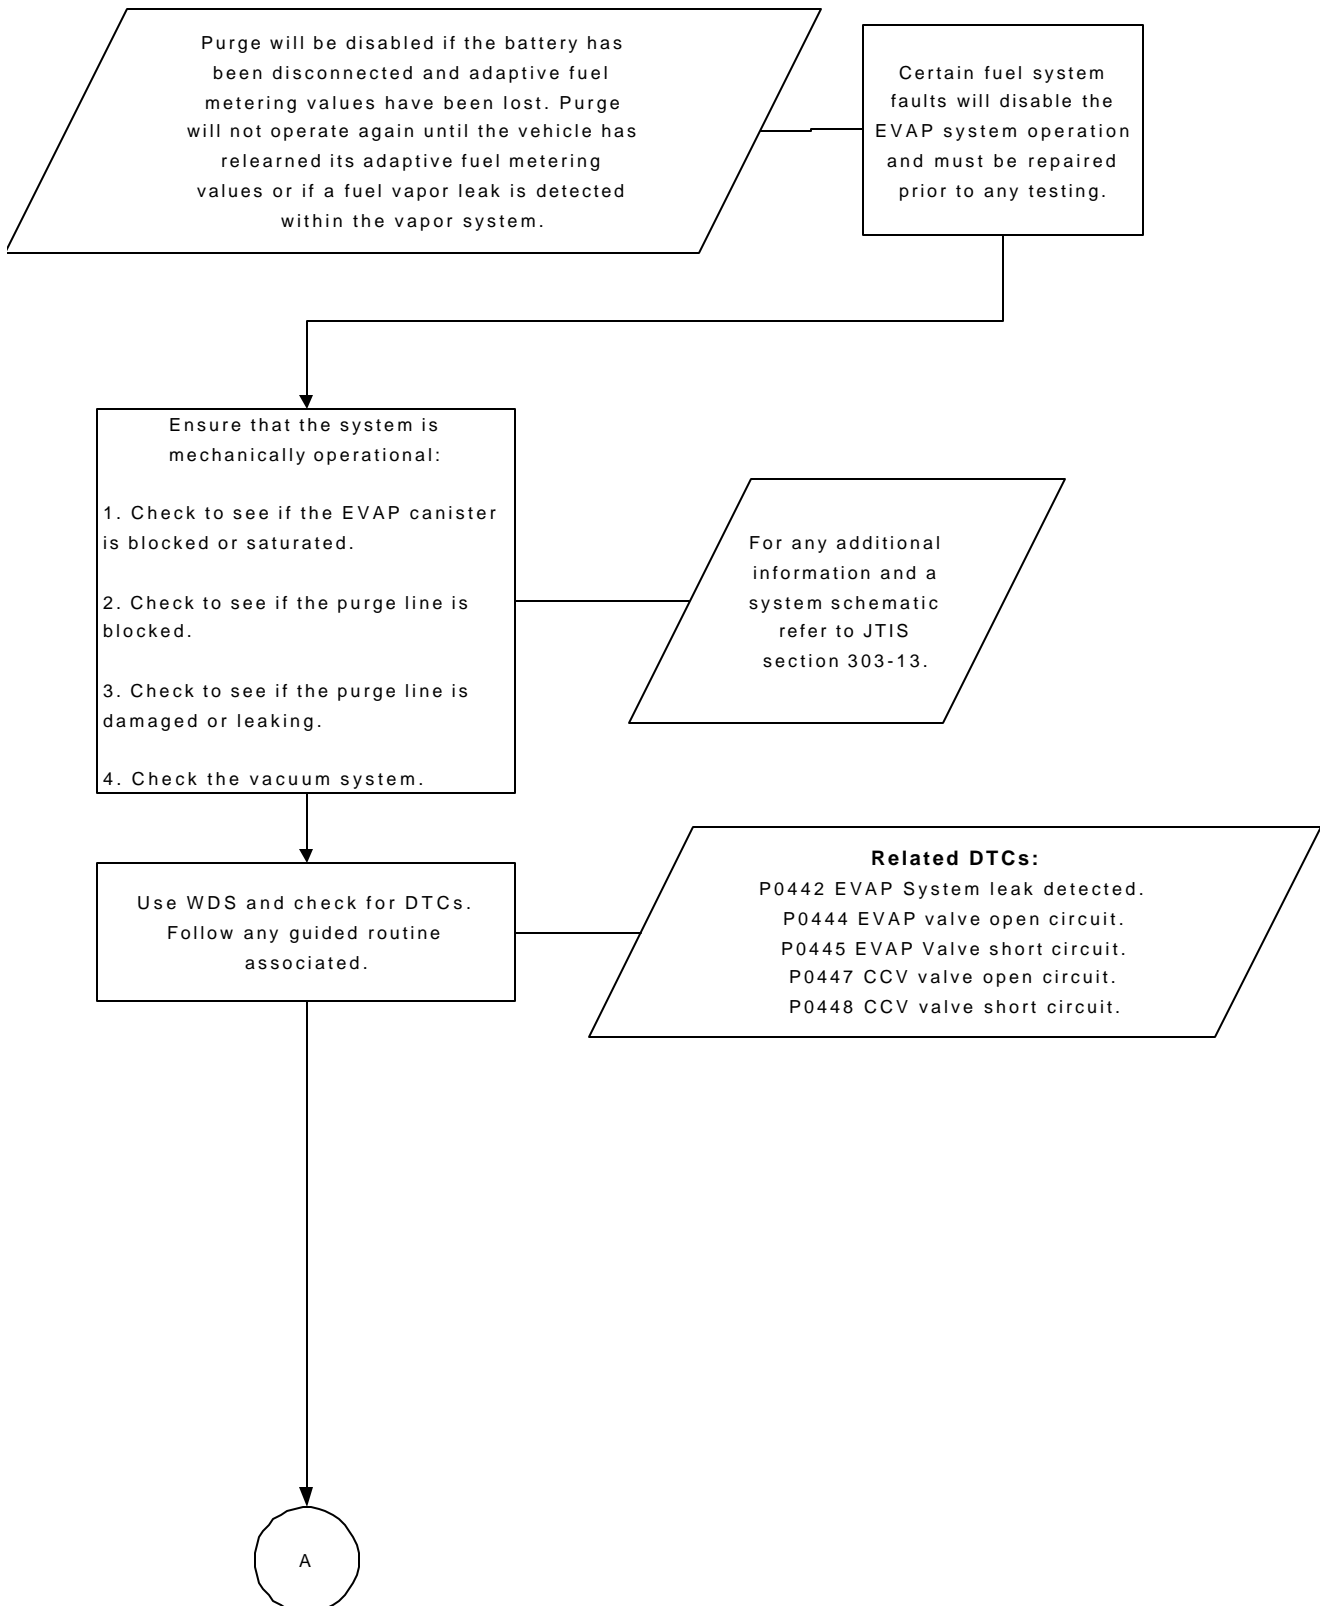 Purge will be disabled if the battery has
been disconnected and adaptive fuel
metering values have been lost. Purge
will not operate again until the vehicle has
relearned its adaptive fuel metering
values or if a fuel vapor leak is detected
within the vapor system.
Certain fuel system
faults will disable the
EVAP system operation
and must be repaired
prior to any testing.
Ensure that the system is
mechanically operational:
1. Check to see if the EVAP canister
is blocked or saturated.
2. Check to see if the purge line is
blocked.
3. Check to see if the purge line is
damaged or leaking.
4. Check the vacuum system.
For any additional
information and a
system schematic
refer to JTIS
section 303-13.
Use WDS and check for DTCs.
Follow any guided routine
associated.
Related DTCs:
P0442 EVAP System leak detected.
P0444 EVAP valve open circuit.
P0445 EVAP Valve short circuit.
P0447 CCV valve open circuit.
P0448 CCV valve short circuit.
A